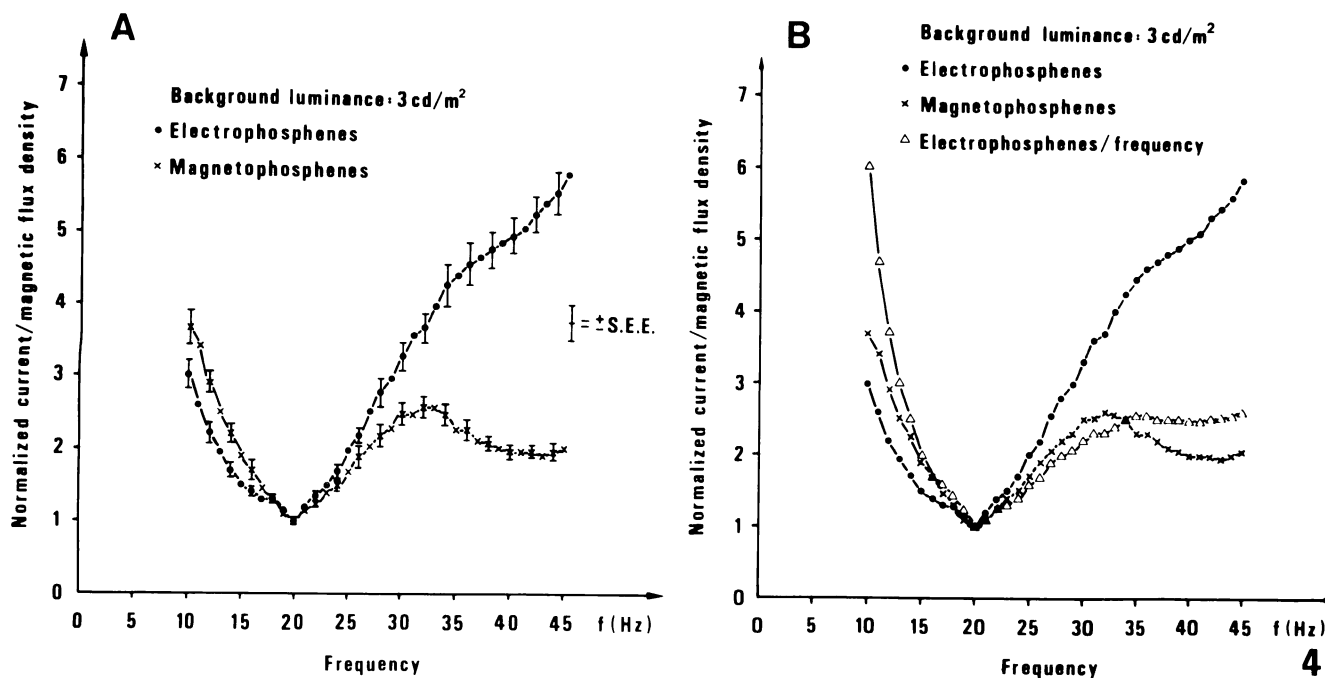 A
Normalized current/magnetic flux density
7
6
5
4
3
2
1
0
Background luminance: 3 cd/m²
• Electrophosphenes
× Magnetophosphenes
= ± S.E.E.
0 5 10 15 20 25 30 35 40 45 f (Hz)
Frequency
B
Normalized current/magnetic flux density
7
6
5
4
3
2
1
0
Background luminance: 3 cd/m²
• Electrophosphenes
× Magnetophosphenes
△ Electrophosphenes/frequency
0 5 10 15 20 25 30 35 40 45 f (Hz)
Frequency
4